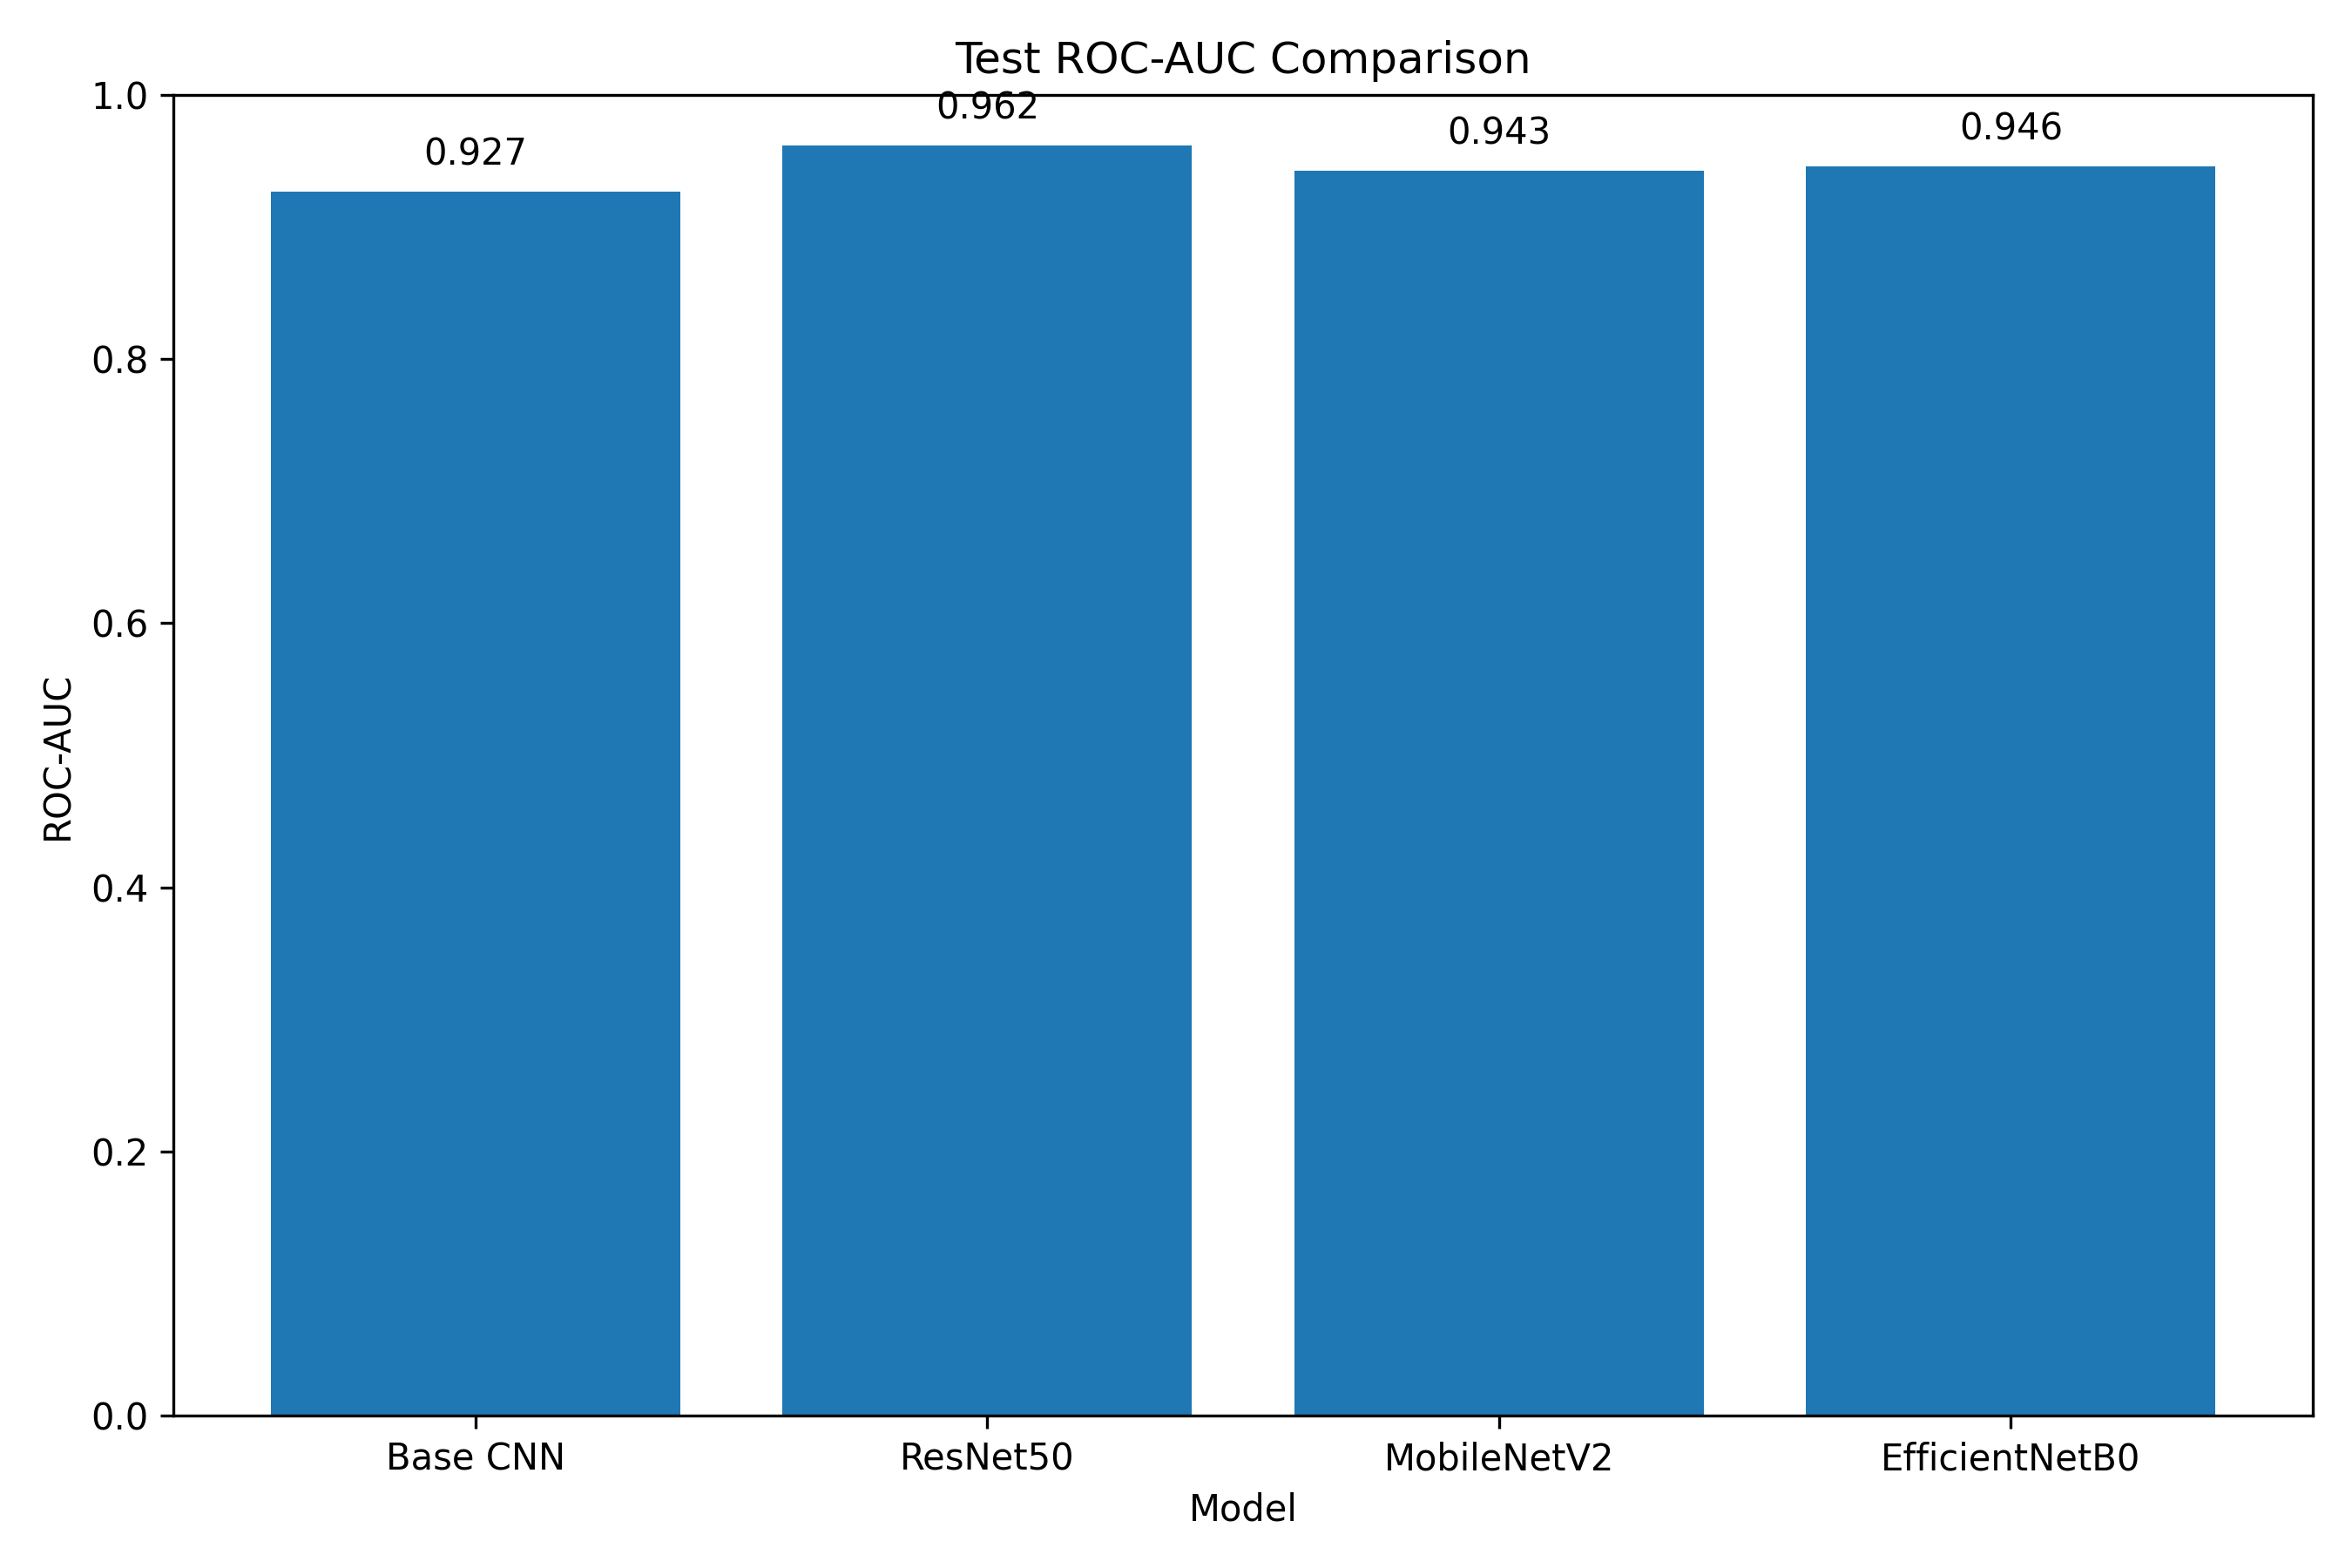 Test ROC-AUC Comparison
1.0
0.8
0.6
0.4
0.2
0.0
ROC-AUC
0.927
0.962
0.943
0.946
Base CNN
ResNet50
MobileNetV2
EfficientNetB0
Model